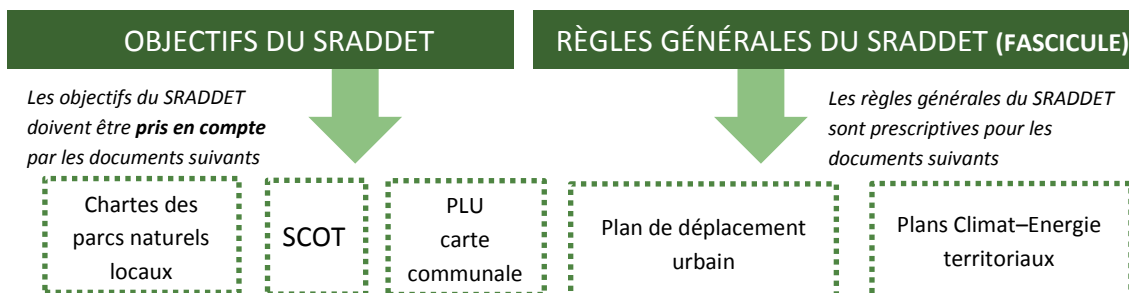 OBJECTIFS DU SRADDET
RÈGLES GÉNÉRALES DU SRADDET (FASCICULE)
Les objectifs du SRADDET
doivent être pris en compte
par les documents suivants
Les règles générales du SRADDET
sont prescriptives pour les
documents suivants
Chartes des
parcs naturels
locaux
SCOT
PLU
carte
communale
Plan de déplacement
urbain
Plans Climat–Energie
territoriaux